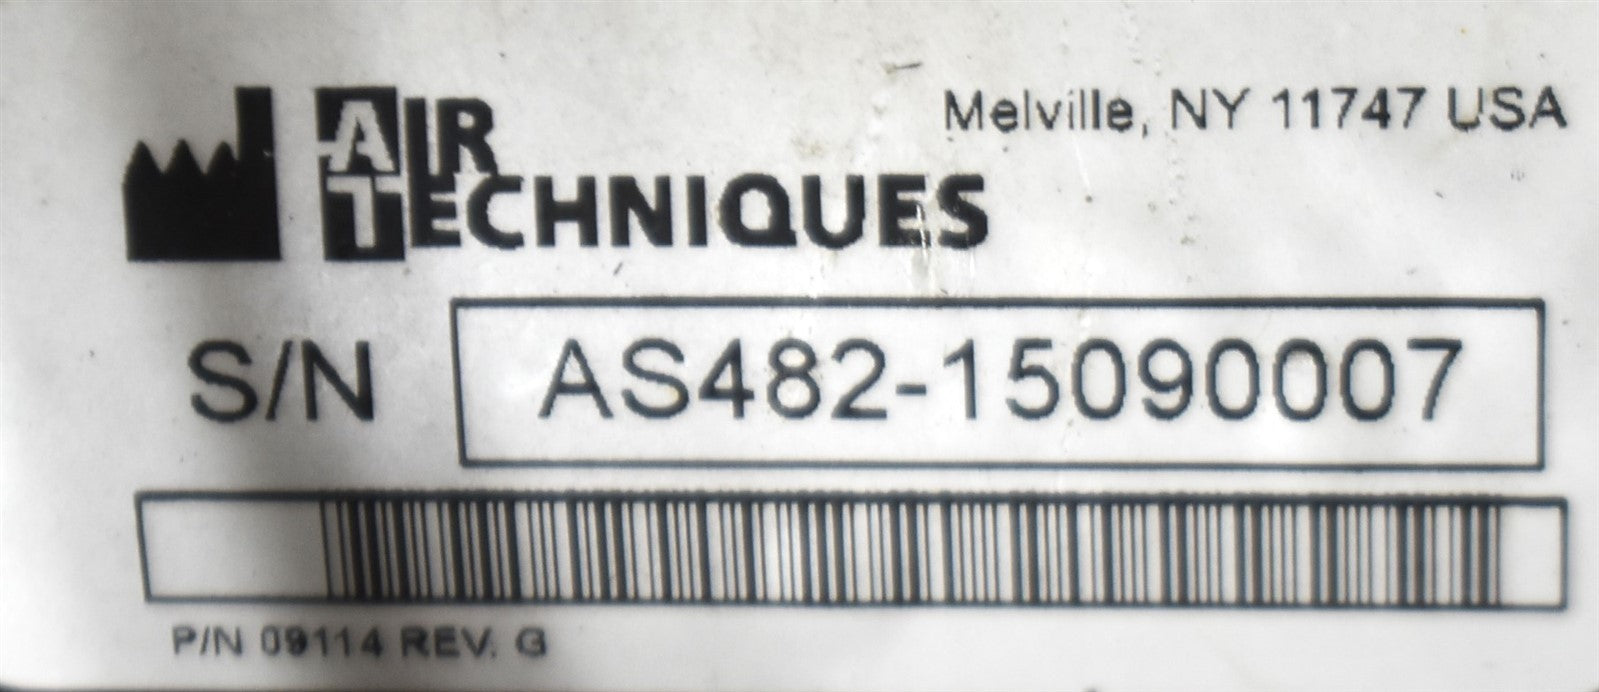 AIR
TECHNIQUES
Melville, NY 11747 USA
S/N AS482-15090007
P/N 09114 REV. G